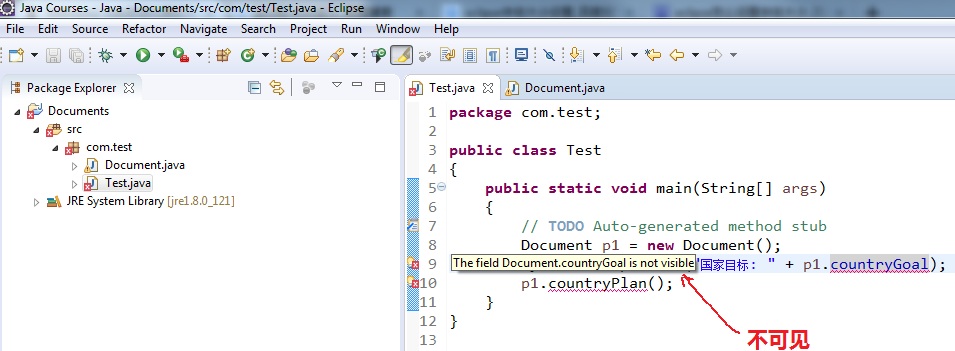 Java Courses - Java - Documents/src/com/test/Test.java - Eclipse
File Edit Source Refactor Navigate Search Project Run Window Help
Package Explorer
Documents
src
com.test
Document.java
Test.java
JRE System Library [jre1.8.0_121]
Test.java Document.java
1 package com.test;
2
3 public class Test
4 {
5 public static void main(String[] args)
6 {
7 // TODO Auto-generated method stub
8 Document p1 = new Document();
The field Document.countryGoal is not visible
9 "国家目标: " + p1.countryGoal);
10 p1.countryPlan();
11 }
12 }
13
不可见